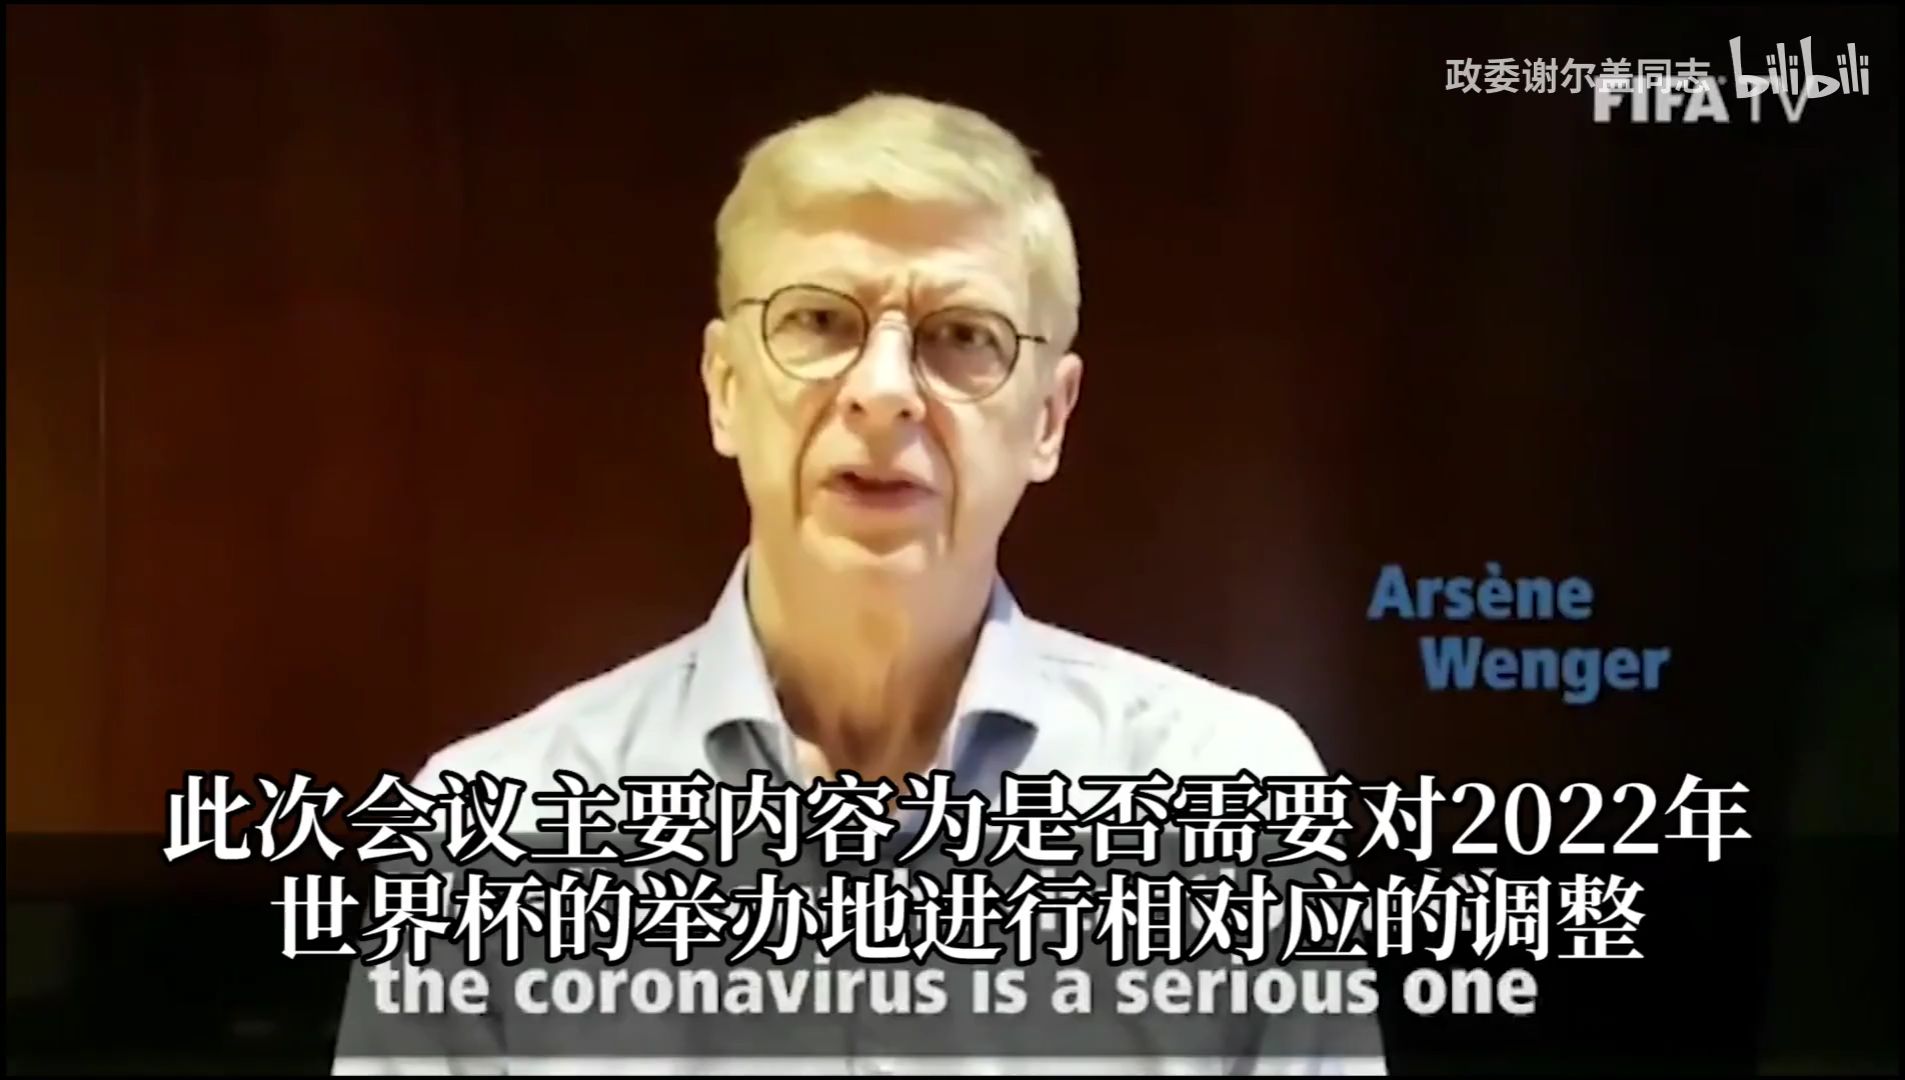 政委谢尔盖同志 bilibili
FIFA TV
Arsène
Wenger
此次会议主要内容为是否需要对2022年
世界杯的举办地进行相对应的调整
the coronavirus is a serious one